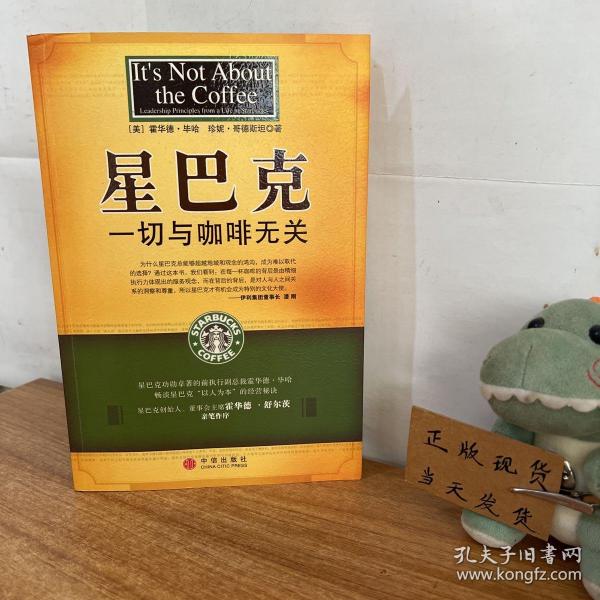 It's Not About
the Coffee
Leadership Principles from a Life at Starbucks
[美] 霍华德·毕哈 珍妮·哥德斯坦◎著
星巴克
一切与咖啡无关
为什么星巴克总能够超越地域和观念的鸿沟，成为难以取代
的选择？通过这本书，我们看到，在每一杯咖啡的背后是由精细
执行力体现出的服务观念，而在背后的背后，是对人与人之间关
系的洞察和尊重。所以星巴克才有机会成为特别的文化大使。
——伊利集团董事长 潘刚
STARBUCKS
COFFEE
星巴克功勋卓著的前执行副总裁霍华德·毕哈
畅谈星巴克“以人为本”的经营秘诀
星巴克创始人、董事会主席霍华德·舒尔茨
亲笔作序
中信出版社
CHINA CITIC PRESS
正版现货
当天发货
孔夫子旧书网
www.kongfz.com